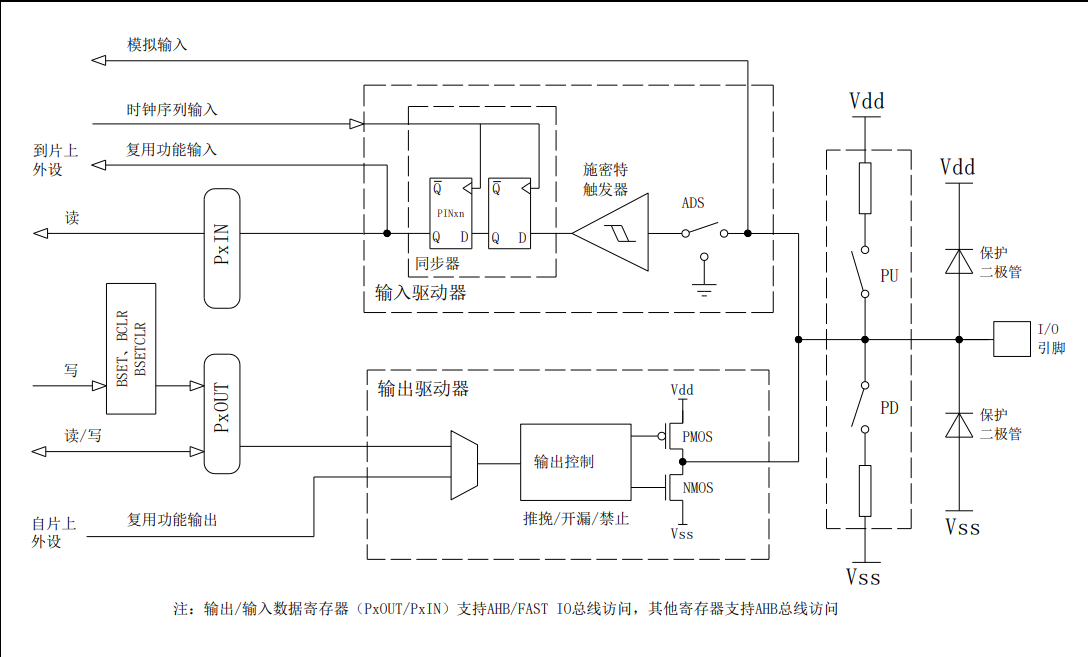 模拟输入
时钟序列输入
到片上
外设
复用功能输入
读
PxIN
Q
PINxn
Q D
Q
Q D
同步器
施密特
触发器
ADS
输入驱动器
Vdd
PU
Vdd
保护
二极管
I/O
引脚
写
BSET、BCLR
BSETCLR
PxOUT
读/写
自片上
外设
复用功能输出
输出驱动器
输出控制
推挽/开漏/禁止
Vdd
PMOS
NMOS
Vss
PD
Vss
保护
二极管
Vss
注：输出/输入数据寄存器（PxOUT/PxIN）支持AHB/FAST IO总线访问，其他寄存器支持AHB总线访问